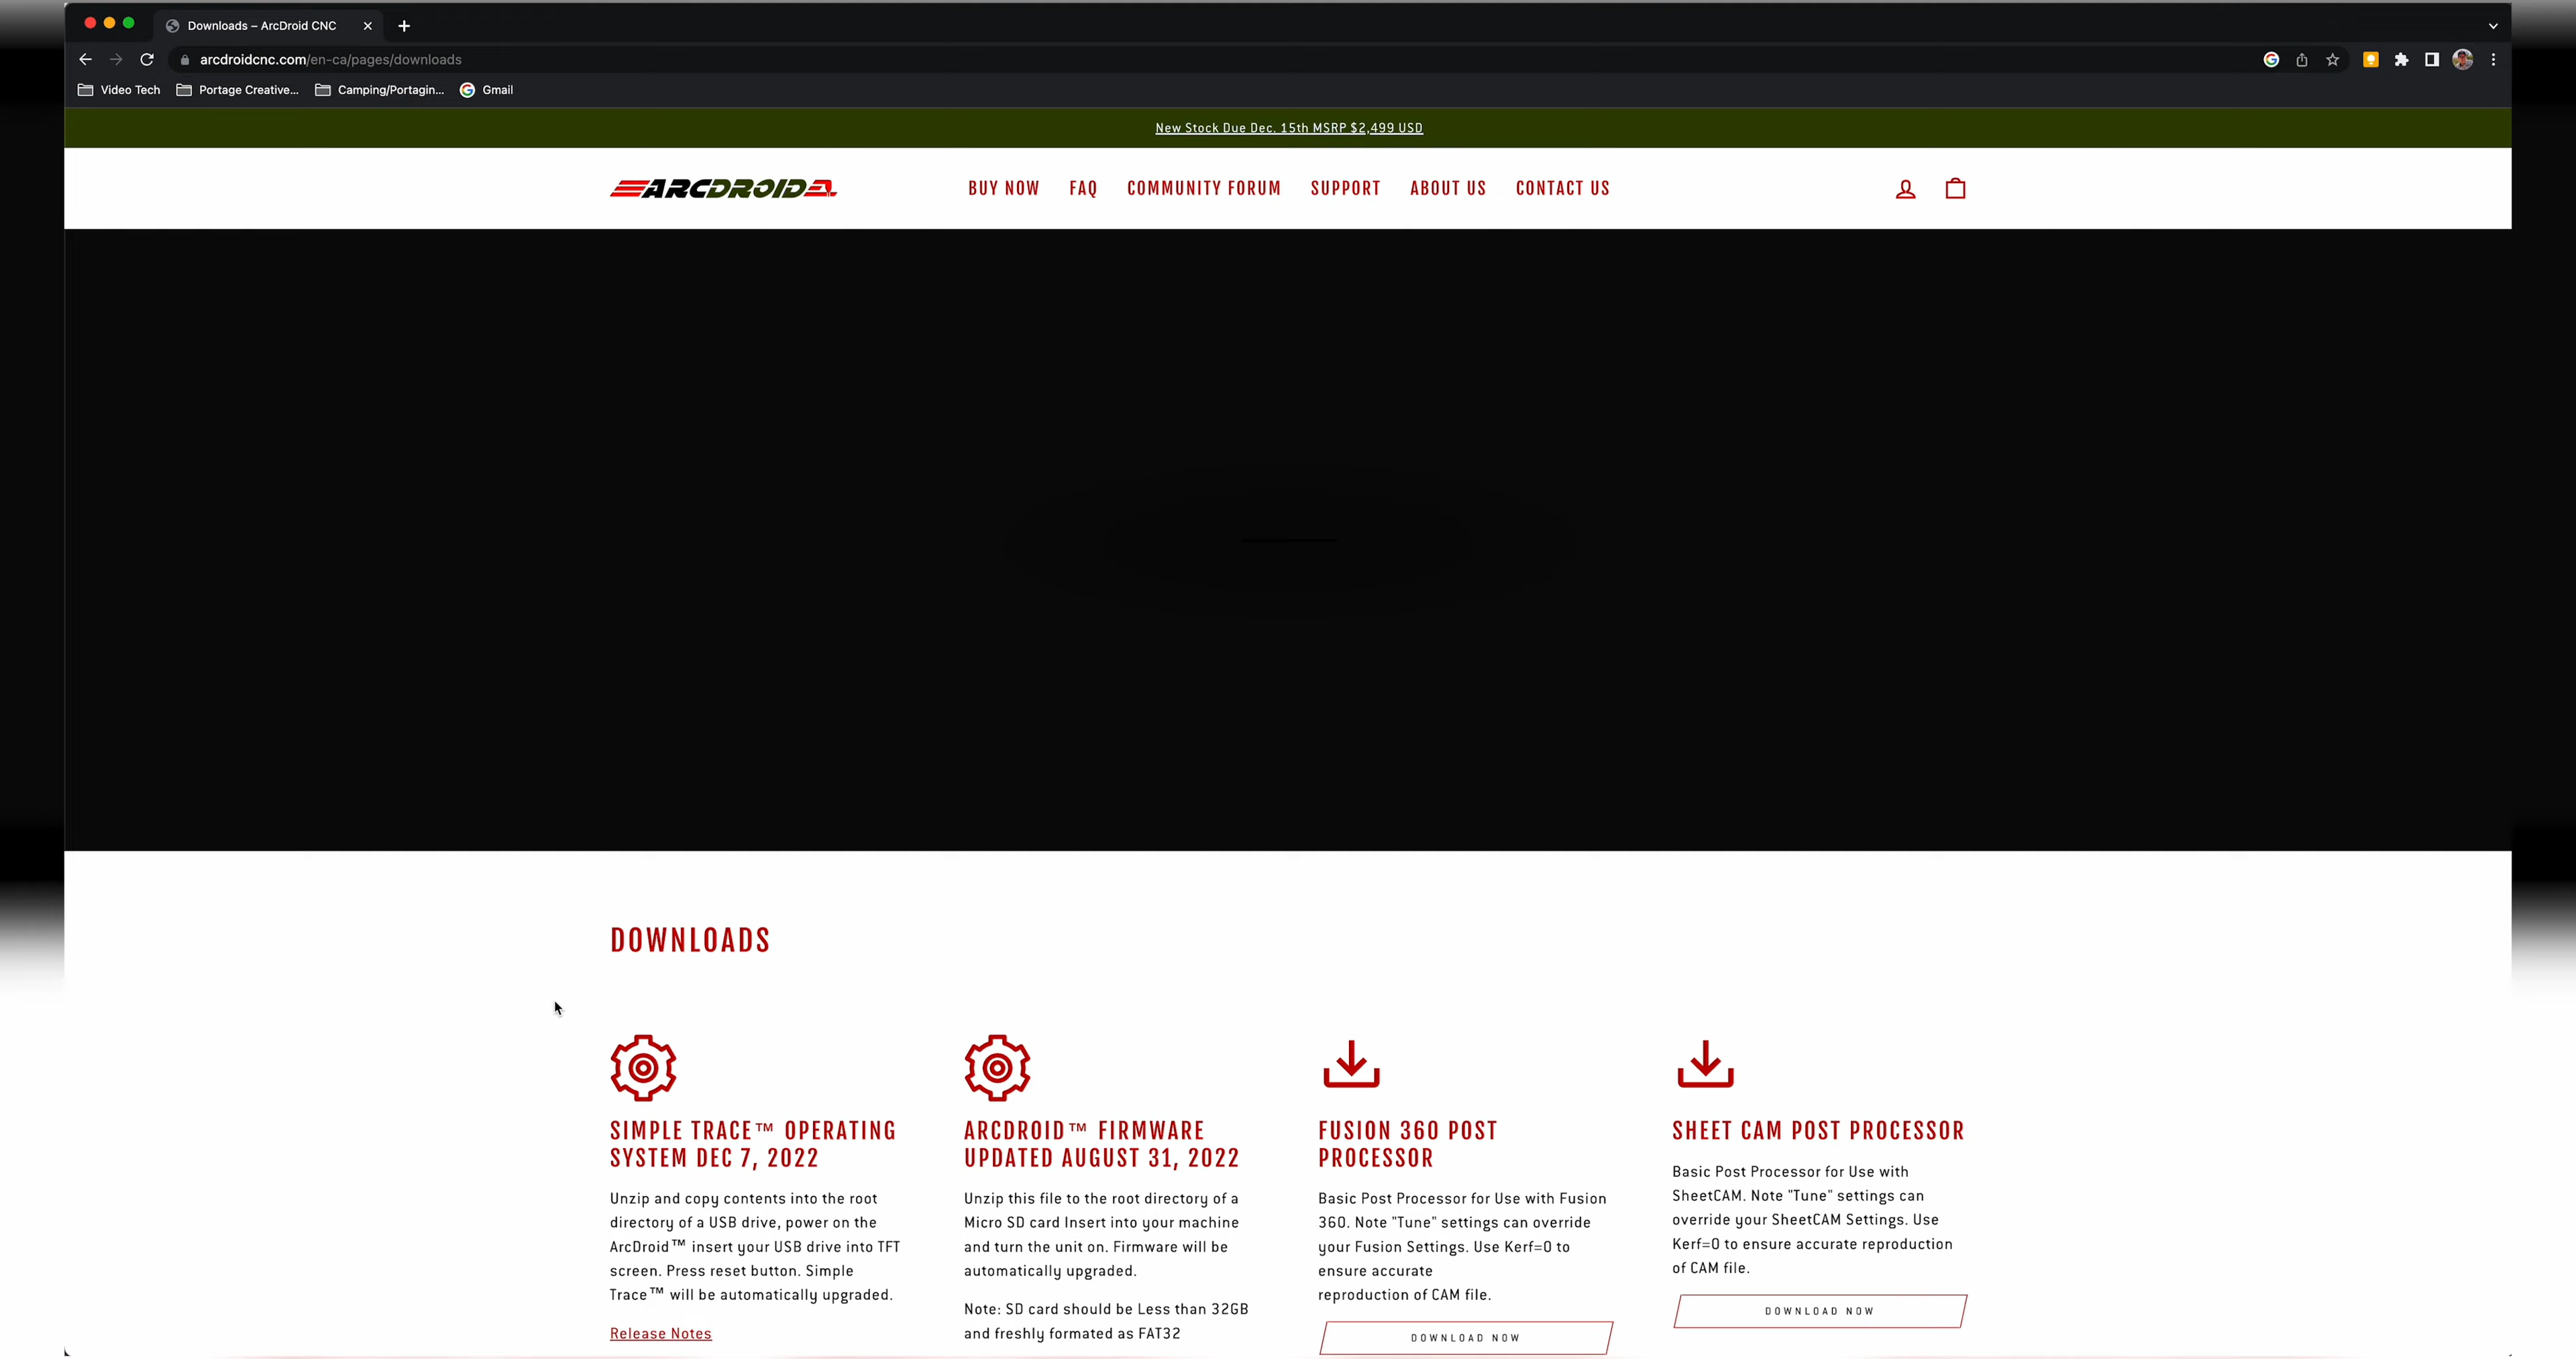 Downloads – ArcDroid CNC
arcdroidcnc.com/en-ca/pages/downloads
Video Tech Portage Creative... Camping/Portagin... Gmail
New Stock Due Dec. 15th MSRP $2,499 USD
ARCDROID
BUY NOW FAQ COMMUNITY FORUM SUPPORT ABOUT US CONTACT US
DOWNLOADS
SIMPLE TRACE™ OPERATING
SYSTEM DEC 7, 2022
Unzip and copy contents into the root
directory of a USB drive, power on the
ArcDroid™ insert your USB drive into TFT
screen. Press reset button. Simple
Trace™ will be automatically upgraded.
Release Notes
ARCDROID™ FIRMWARE
UPDATED AUGUST 31, 2022
Unzip this file to the root directory of a
Micro SD card Insert into your machine
and turn the unit on. Firmware will be
automatically upgraded.
Note: SD card should be Less than 32GB
and freshly formated as FAT32
FUSION 360 POST
PROCESSOR
Basic Post Processor for Use with Fusion
360. Note "Tune" settings can override
your Fusion Settings. Use Kerf=0 to
ensure accurate
reproduction of CAM file.
DOWNLOAD NOW
SHEET CAM POST PROCESSOR
Basic Post Processor for Use with
SheetCAM. Note "Tune" settings can
override your SheetCAM Settings. Use
Kerf=0 to ensure accurate reproduction
of CAM file.
DOWNLOAD NOW